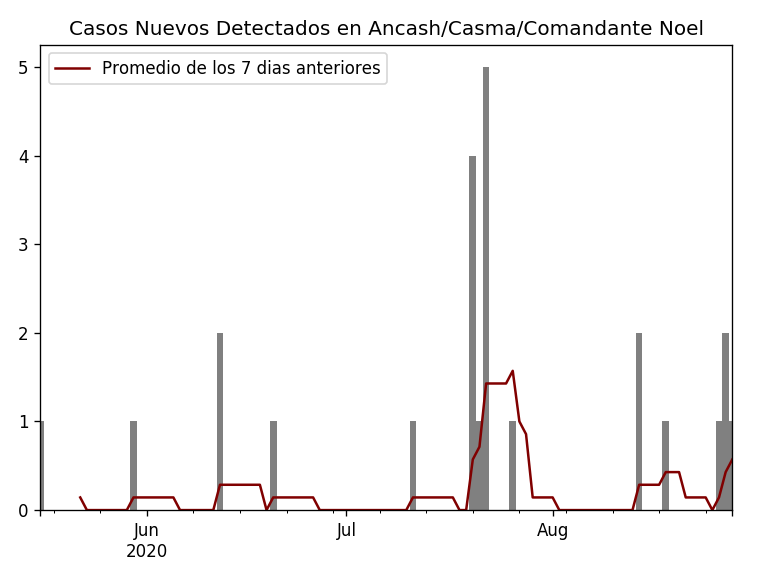 Casos Nuevos Detectados en Ancash/Casma/Comandante Noel
Promedio de los 7 dias anteriores
5
4
3
2
1
0
Jun
2020
Jul
Aug